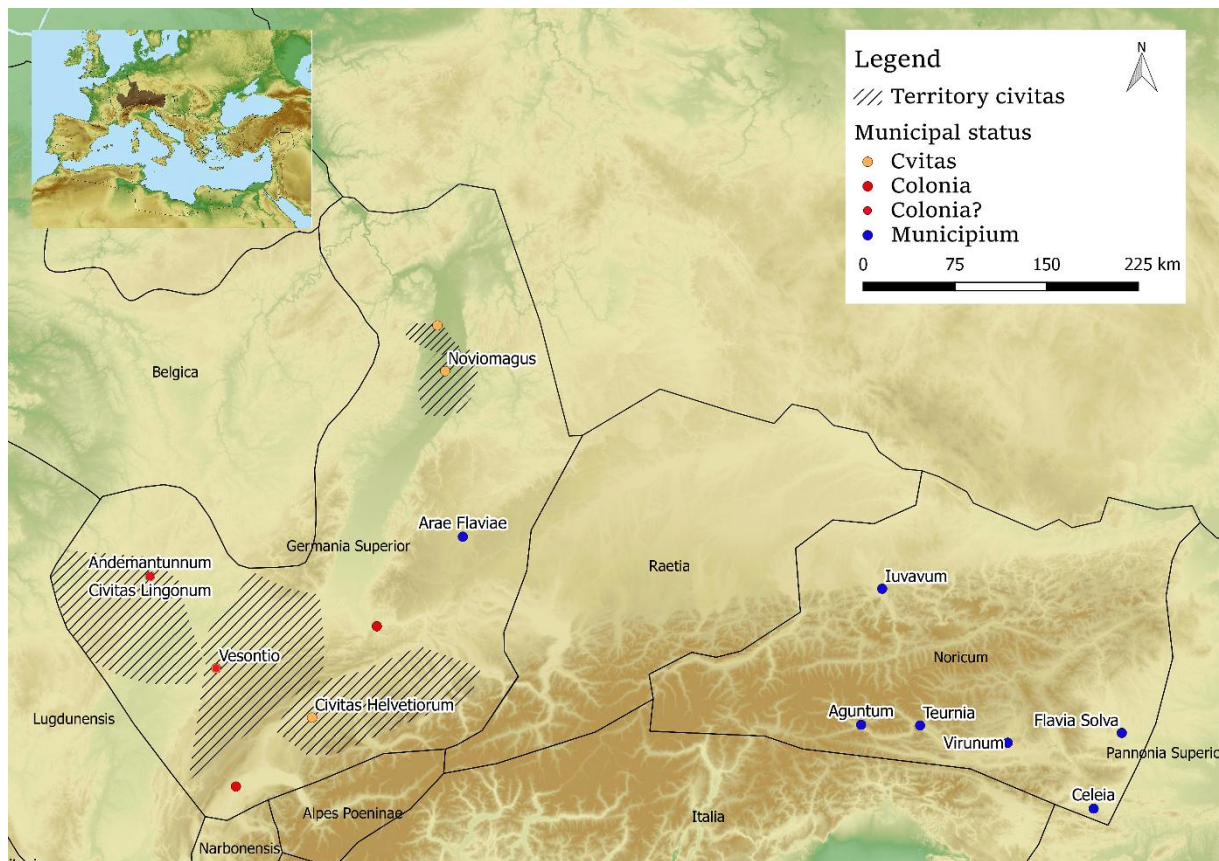 Legend
N
Territory civitas
Municipal status
Cvitas
Colonia
Colonia?
Municipium
0 75 150 225 km
Noviomagus
Belgica
Arae Flaviae
Germania Superior
Andemantunnum
Civitas Lingonum
Raetia
Iuvavum
Vesontio
Noricum
Civitas Helvetiorum
Lugdunensis
Aguntum
Teurnia
Flavia Solva
Virunum
Pannonia Superior
Celeia
Alpes Poeninae
Italia
Narbonensis